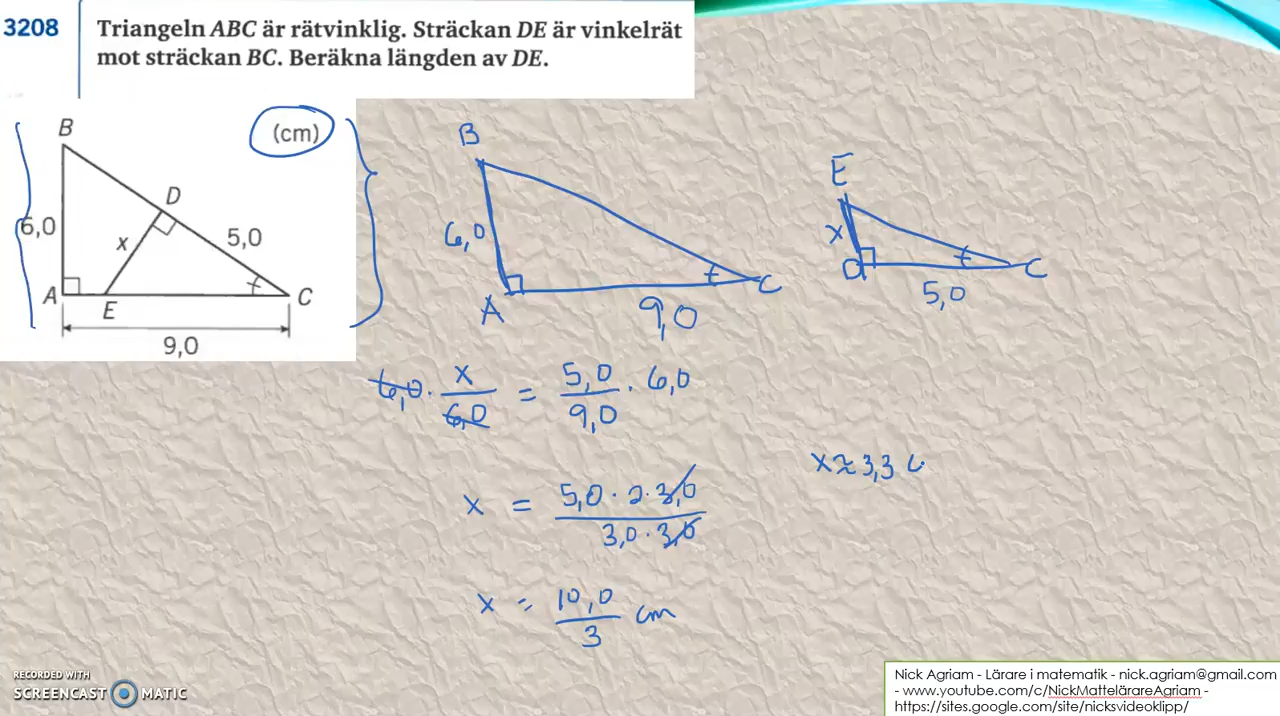 3208
Triangeln ABC är rätvinklig. Sträckan DE är vinkelrät
mot sträckan BC. Beräkna längden av DE.
B
(cm)
D
6,0
x
5,0
A
E
C
9,0
B
6,0
A
9,0
C
E
x
D
C
5,0
6,0 · x/6,0 = 5,0/9,0 · 6,0
x = 5,0 · 2 · 3,0 / 3,0 · 3,0
x ≈ 3,3 c
x = 10,0/3 cm
RECORDED WITH
SCREENCAST MATIC
Nick Agriam - Lärare i matematik - nick.agriam@gmail.com
- www.youtube.com/c/NickMattelärareAgriam -
https://sites.google.com/site/nicksvideoklipp/